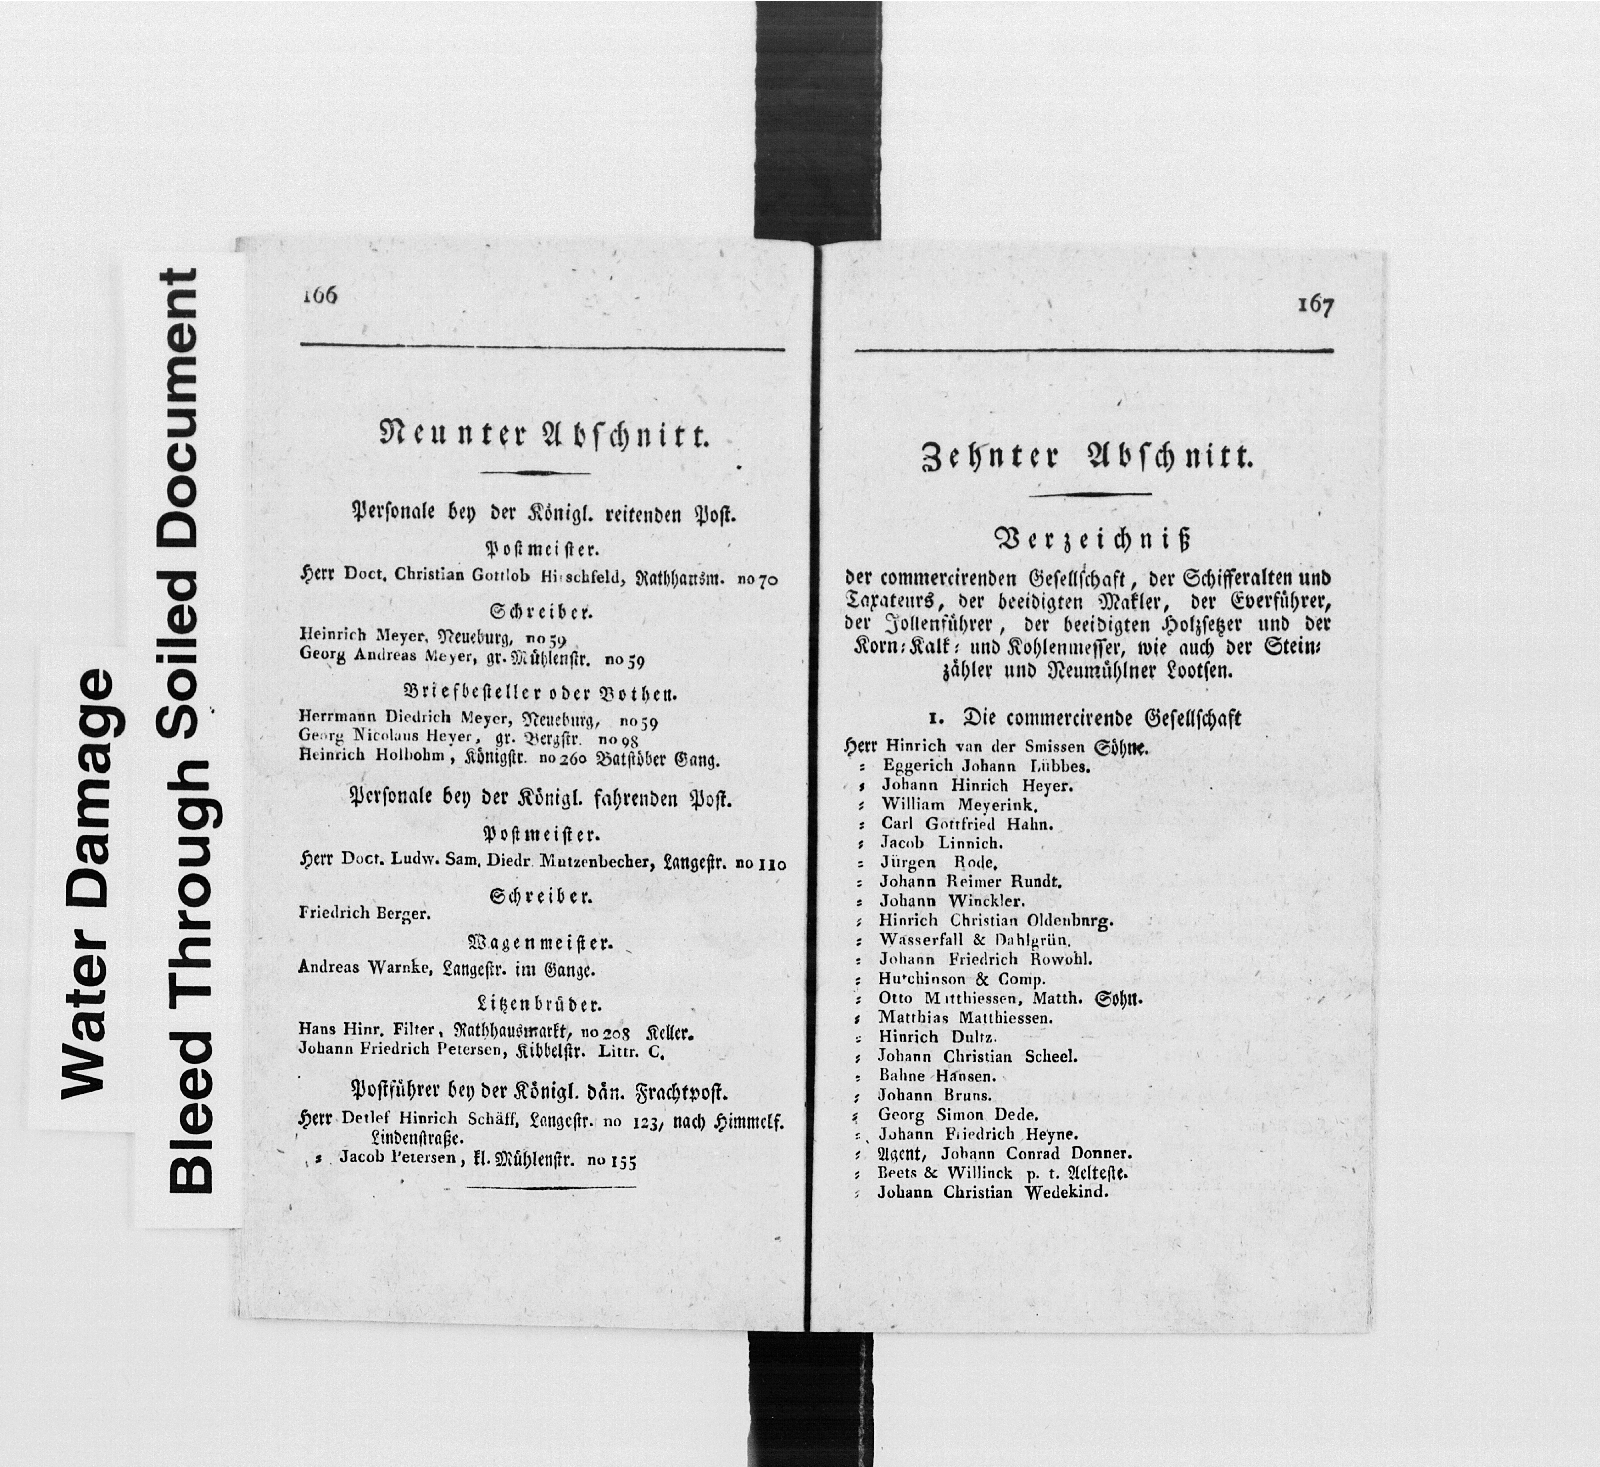 Water Damage
Bleed Through Soiled Document
166
Neunter Abschnitt.
Personale bey der Königl. reitenden Post.
Postmeister.
Herr Doct. Christian Gottlob Hirschfeld, Rathhausm. no 70
Schreiber.
Heinrich Meyer, Neueburg, no 59
Georg Andreas Meyer, gr. Mühlenstr. no 59
Briefbesteller oder Bothen.
Herrmann Diedrich Meyer, Neueburg, no 59
Georg Nicolaus Heyer, gr. Bergstr. no 98
Heinrich Holbohm, Königstr. no 260 Batstöber Gang.
Personale bey der Königl. fahrenden Post.
Postmeister.
Herr Doct. Ludw. Sam. Diedr. Mutzenbecher, Langestr. no 110
Schreiber.
Friedrich Berger.
Wagenmeister.
Andreas Warnke, Langestr. im Gange.
Litzenbrüder.
Hans Hinr. Filter, Rathhausmarkt, no 208 Keller.
Johann Friedrich Petersen, Kibbelstr. Littr. C.
Postführer bey der Königl. dän. Frachtpost.
Herr Detlef Hinrich Schäff, Langestr. no 123, nach Himmelf.
Lindenstraße.
⸗ Jacob Petersen, kl. Mühlenstr. no 155
167
Zehnter Abschnitt.
Verzeichniß
der commercirenden Gesellschaft, der Schifferalten und
Taxateurs, der beeidigten Makler, der Everführer,
der Jollenführer, der beeidigten Holzsetzer und der
Korn⸗ Kalk⸗ und Kohlenmesser, wie auch der Stein⸗
zähler und Neumühlner Lootsen.
1. Die commercirende Gesellschaft
Herr Hinrich van der Smissen Söhne.
⸗ Eggerich Johann Lübbes.
⸗ Johann Hinrich Heyer.
⸗ William Meyerink.
⸗ Carl Gottfried Hahn.
⸗ Jacob Linnich.
⸗ Jürgen Rode.
⸗ Johann Reimer Rundt.
⸗ Johann Winckler.
⸗ Hinrich Christian Oldenbnrg.
⸗ Wasserfall & Dahlgrün.
⸗ Johann Friedrich Rowohl.
⸗ Hutchinson & Comp.
⸗ Otto Matthiessen, Matth. Sohn.
⸗ Matthias Matthiessen.
⸗ Hinrich Dultz.
⸗ Johann Christian Scheel.
⸗ Bahne Hansen.
⸗ Johann Bruns.
⸗ Georg Simon Dede.
⸗ Johann Friedrich Heyne.
⸗ Agent, Johann Conrad Donner.
⸗ Beets & Willinck p. t. Aelteste.
⸗ Johann Christian Wedekind.